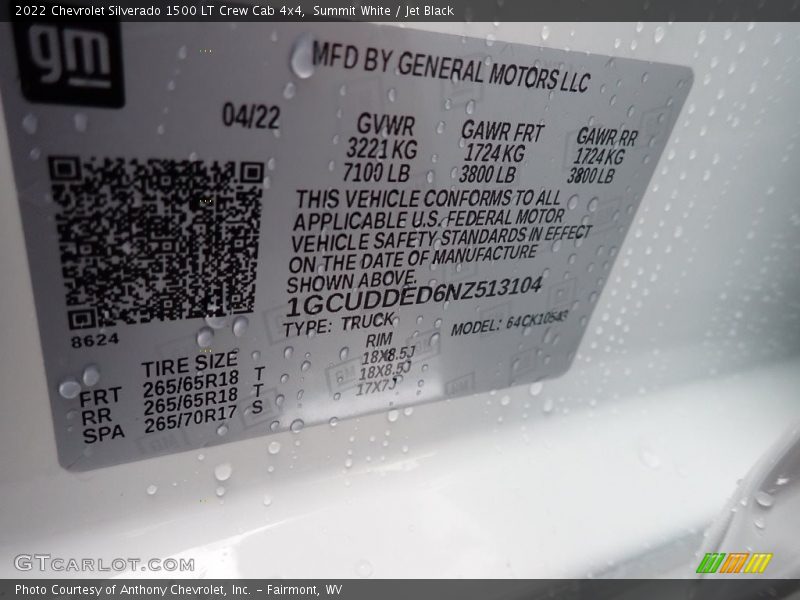 2022 Chevrolet Silverado 1500 LT Crew Cab 4x4, Summit White / Jet Black
gm
MFD BY GENERAL MOTORS LLC
04/22
GVWR GAWR FRT GAWR RR
3221 KG 1724 KG 1724 KG
7100 LB 3800 LB 3800 LB
THIS VEHICLE CONFORMS TO ALL
APPLICABLE U.S. FEDERAL MOTOR
VEHICLE SAFETY STANDARDS IN EFFECT
ON THE DATE OF MANUFACTURE
SHOWN ABOVE.
1GCUDDED6NZ513104
TYPE: TRUCK MODEL: 64CK10543
8624
TIRE SIZE RIM
FRT 265/65R18 T 18X8.5J
RR 265/65R18 T 18X8.5J
SPA 265/70R17 S 17X7J
GTcarlot.com
Photo Courtesy of Anthony Chevrolet, Inc. – Fairmont, WV